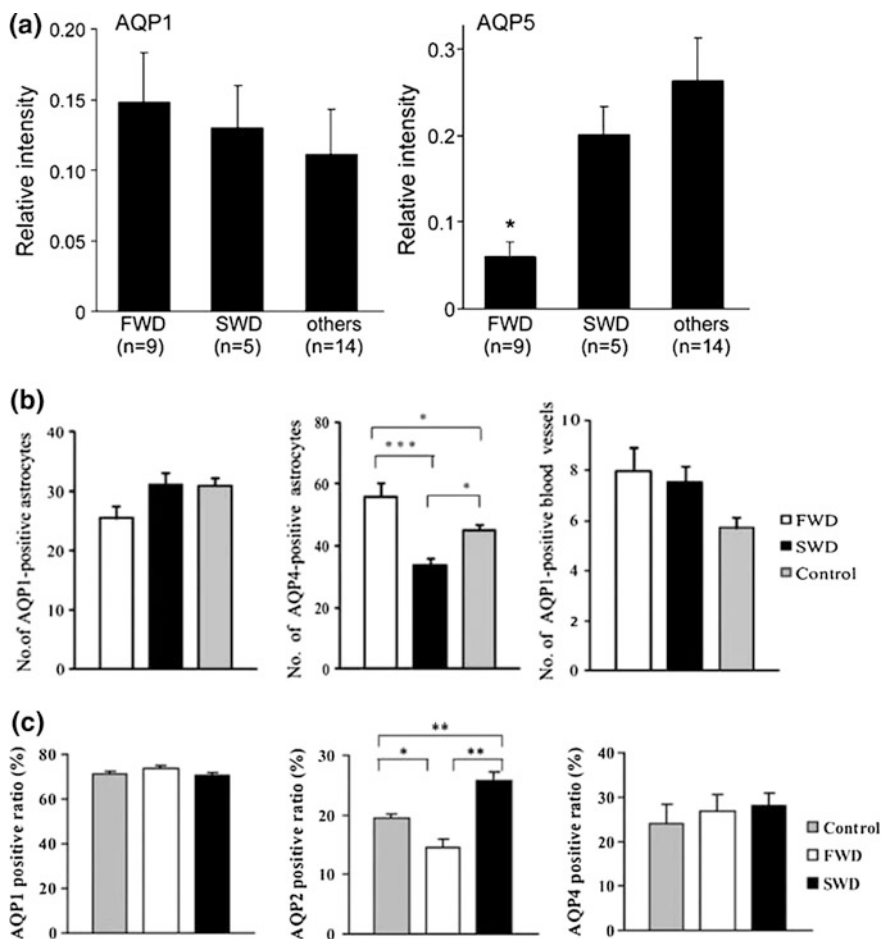 (a) AQP1
Relative intensity
0.20
0.15
0.10
0.05
0
FWD SWD others
(n=9) (n=5) (n=14)
AQP5
Relative intensity
0.3
0.2
0.1
0
*
FWD SWD others
(n=9) (n=5) (n=14)
(b)
No.of AQP1-positive astrocytes
40
30
20
10
0
No. of AQP4-positive astrocytes
80
60
40
20
0
*
***
*
No. of AQP1-positive blood vessels
10
8
6
4
2
0
FWD
SWD
Control
(c)
AQP1 positive ratio (%)
80
60
40
20
0
AQP2 positive ratio (%)
30
20
10
0
**
* **
AQP4 positive ratio (%)
40
30
20
10
0
Control
FWD
SWD